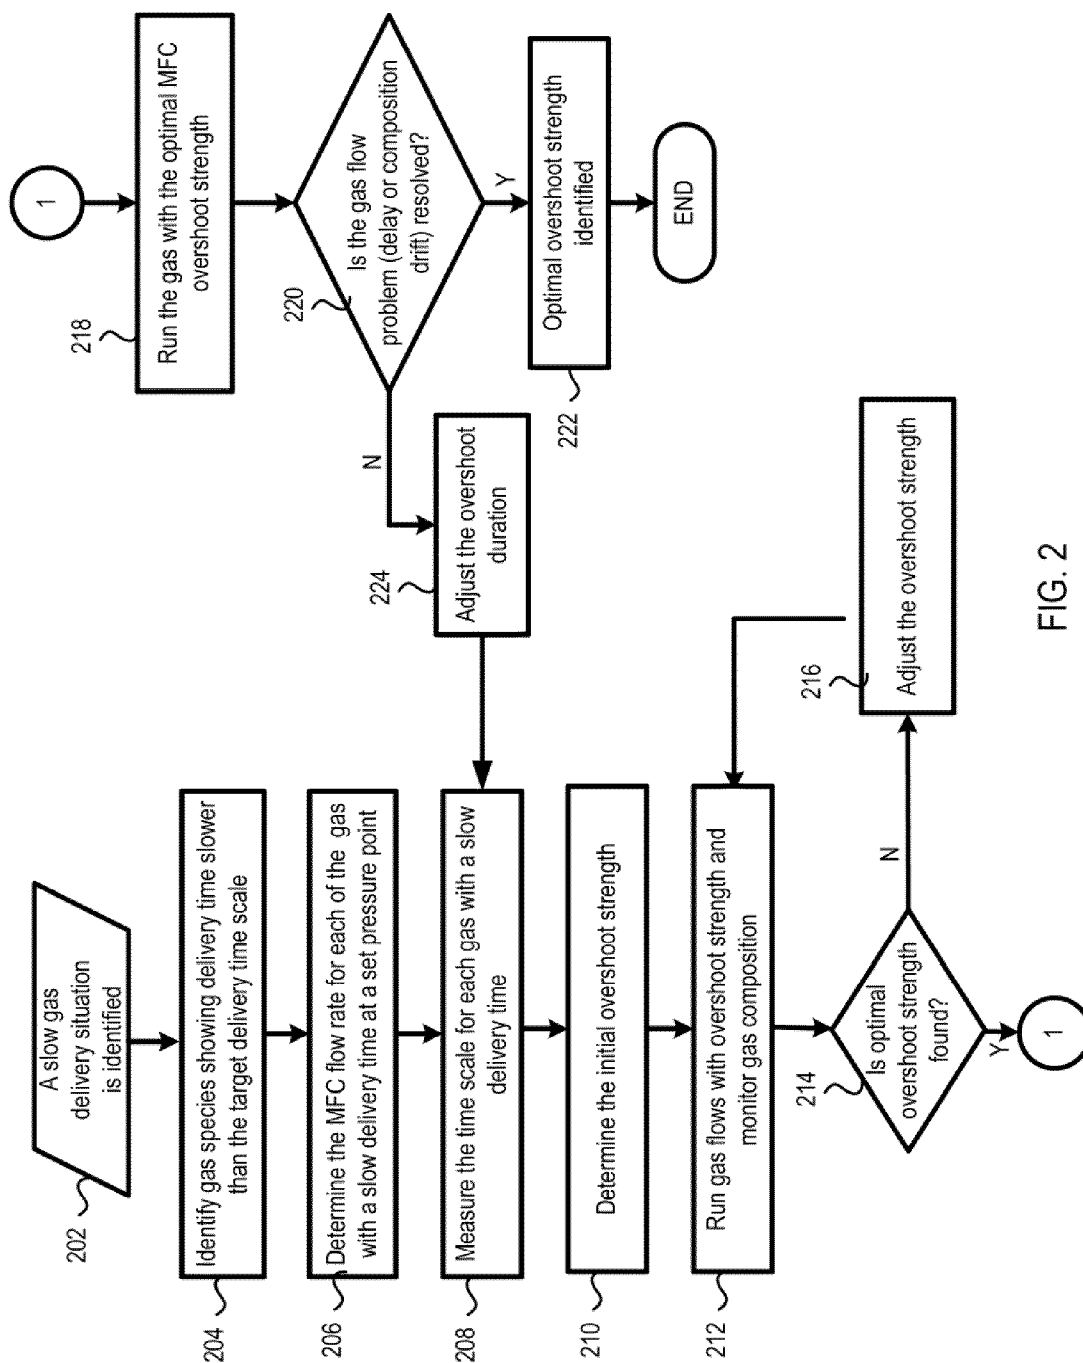 A slow gas
delivery situation
is identified
202
Identify gas species showing delivery time slower
than the target delivery time scale
204
Determine the MFC flow rate for each of the gas
with a slow delivery time at a set pressure point
206
Measure the time scale for each gas with a slow
delivery time
208
Determine the initial overshoot strength
210
Run gas flows with overshoot strength and
monitor gas composition
212
Is optimal
overshoot strength
found?
214
N
Y
1
Adjust the overshoot strength
216
1
Run the gas with the optimal MFC
overshoot strength
218
Is the gas flow
problem (delay or composition
drift) resolved?
220
N
Y
Adjust the overshoot
duration
224
Optimal overshoot strength
identified
222
END
FIG. 2